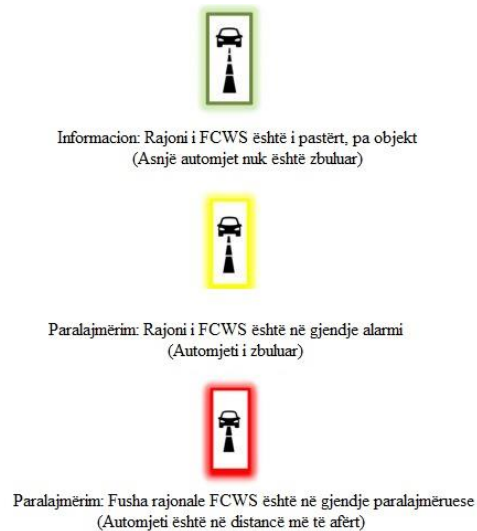 Informacion: Rajoni i FCWS është i pastërt, pa objekt
(Asnjë automjet nuk është zbuluar)
Paralajmërim: Rajoni i FCWS është në gjendje alarmi
(Automjeti i zbuluar)
Paralajmërim: Fusha rajonale FCWS është në gjendje paralajmëruese
(Automjeti është në distancë më të afërt)